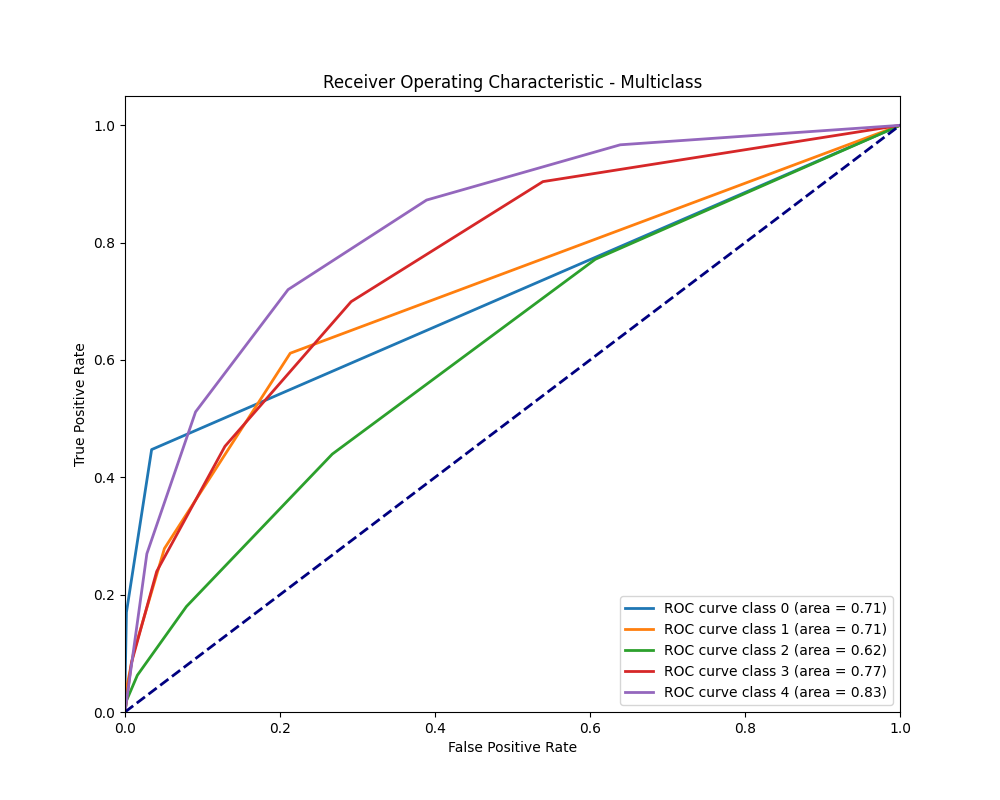 Receiver Operating Characteristic - Multiclass
1.0
0.8
0.6
0.4
0.2
0.0
True Positive Rate
ROC curve class 0 (area = 0.71)
ROC curve class 1 (area = 0.71)
ROC curve class 2 (area = 0.62)
ROC curve class 3 (area = 0.77)
ROC curve class 4 (area = 0.83)
0.0 0.2 0.4 0.6 0.8 1.0
False Positive Rate